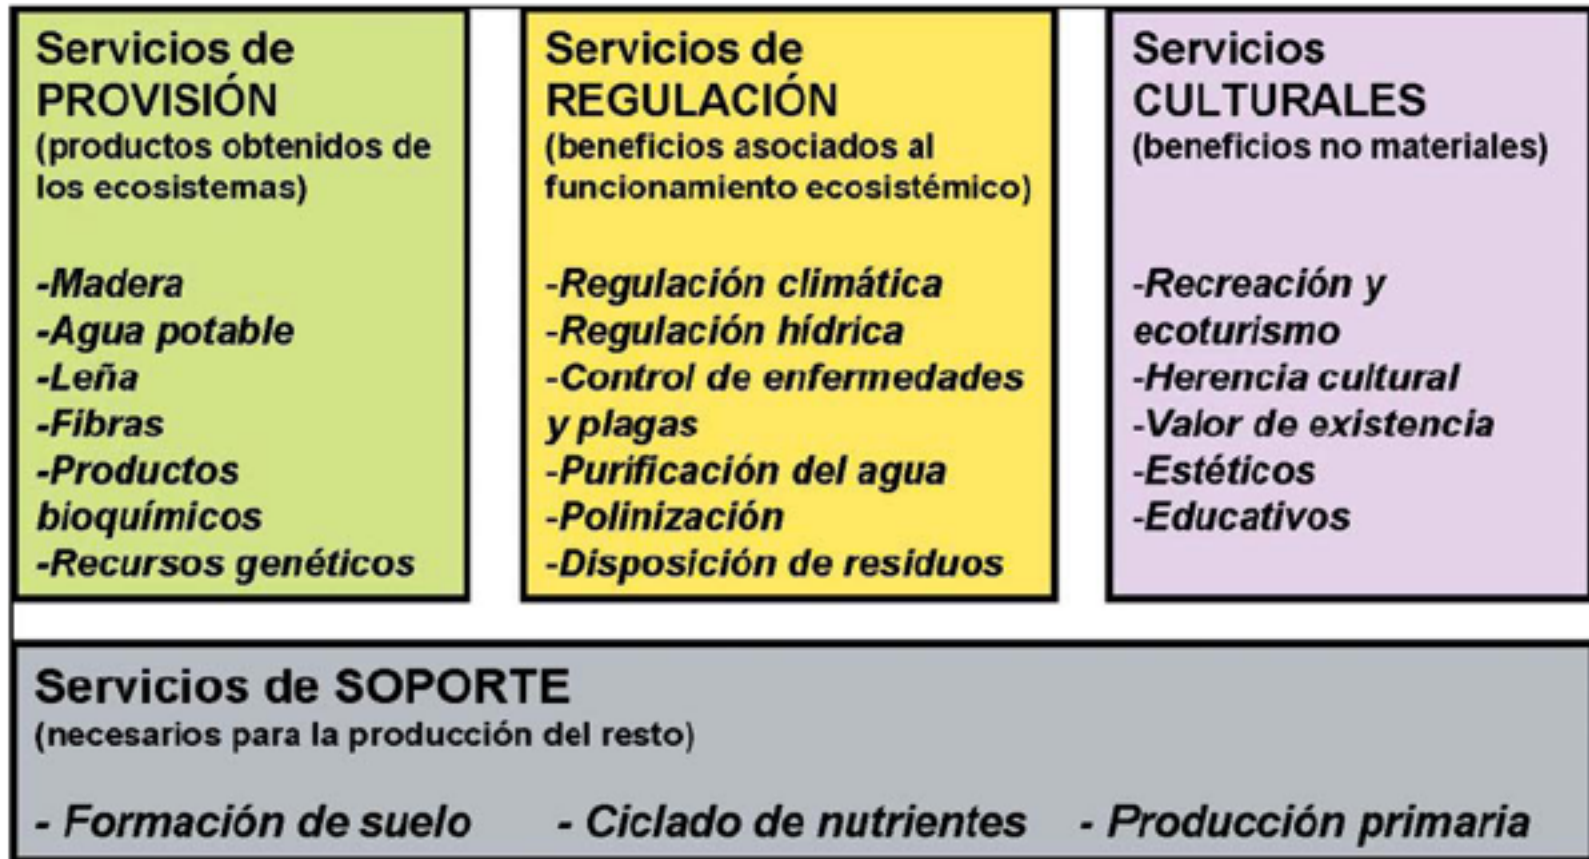 Servicios de
PROVISIÓN
(productos obtenidos de
los ecosistemas)
-Madera
-Agua potable
-Leña
-Fibras
-Productos
bioquímicos
-Recursos genéticos
Servicios de
REGULACIÓN
(beneficios asociados al
funcionamiento ecosistémico)
-Regulación climática
-Regulación hídrica
-Control de enfermedades
y plagas
-Purificación del agua
-Polinización
-Disposición de residuos
Servicios
CULTURALES
(beneficios no materiales)
-Recreación y
ecoturismo
-Herencia cultural
-Valor de existencia
-Estéticos
-Educativos
Servicios de SOPORTE
(necesarios para la producción del resto)
- Formación de suelo - Ciclado de nutrientes - Producción primaria